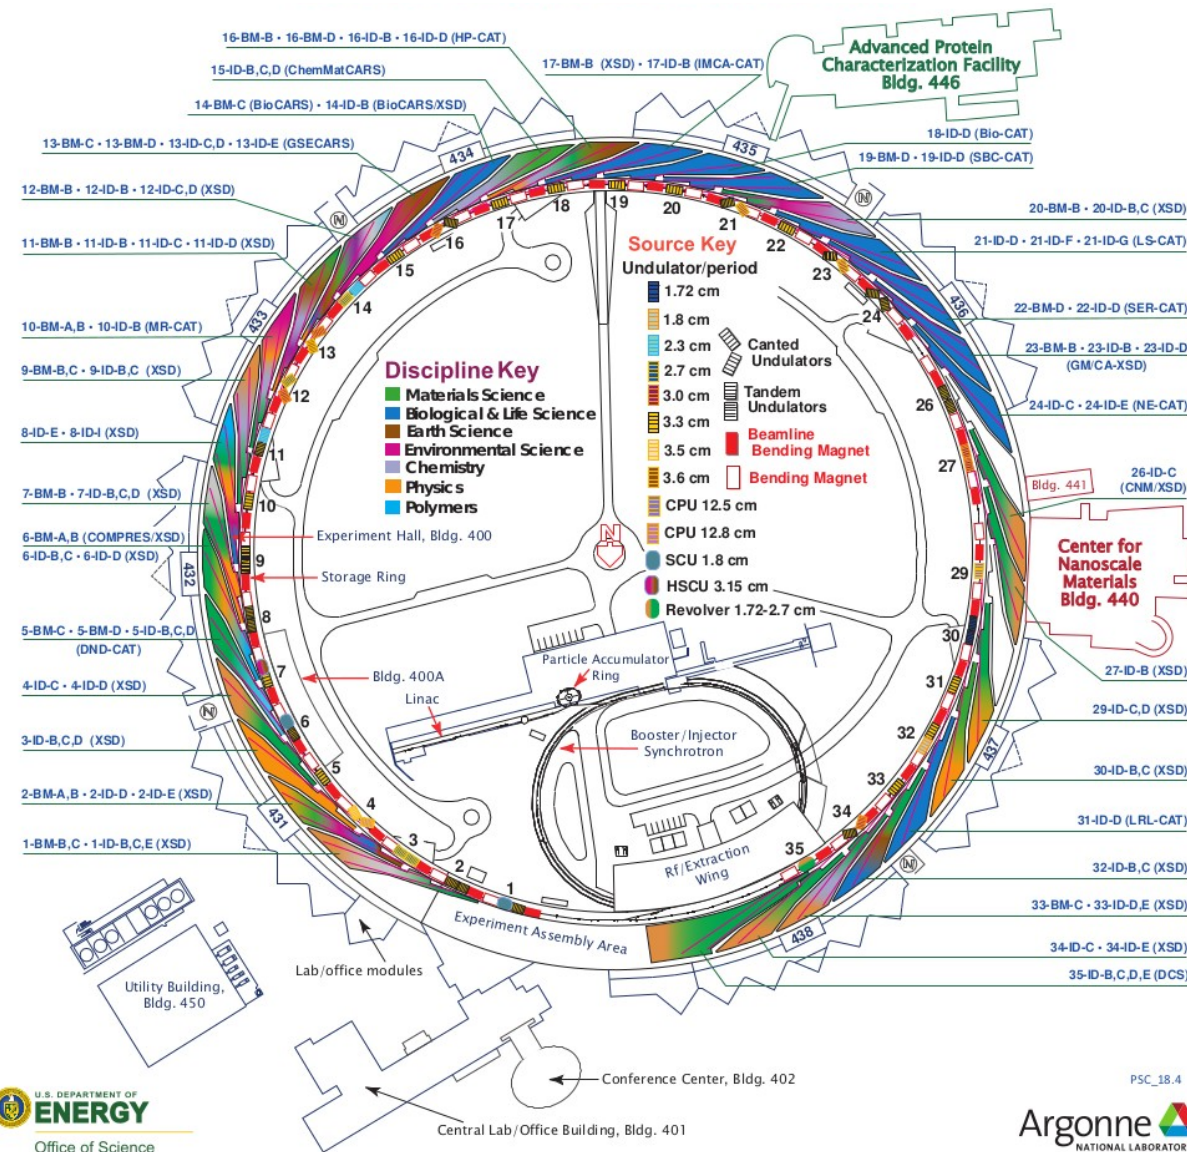 16-BM-B • 16-BM-D • 16-ID-B • 16-ID-D (HP-CAT)
15-ID-B,C,D (ChemMatCARS)
14-BM-C (BioCARS) • 14-ID-B (BioCARS/XSD)
13-BM-C • 13-BM-D • 13-ID-C,D • 13-ID-E (GSECARS)
12-BM-B • 12-ID-B • 12-ID-C,D (XSD)
11-BM-B • 11-ID-B • 11-ID-C • 11-ID-D (XSD)
10-BM-A,B • 10-ID-B (MR-CAT)
9-BM-B,C • 9-ID-B,C (XSD)
8-ID-E • 8-ID-I (XSD)
7-BM-B • 7-ID-B,C,D (XSD)
6-BM-A,B (COMPRES/XSD)
6-ID-B,C • 6-ID-D (XSD)
5-BM-C • 5-BM-D • 5-ID-B,C,D
(DND-CAT)
4-ID-C • 4-ID-D (XSD)
3-ID-B,C,D (XSD)
2-BM-A,B • 2-ID-D • 2-ID-E (XSD)
1-BM-B,C • 1-ID-B,C,E (XSD)
17-BM-B (XSD) • 17-ID-B (IMCA-CAT)
Advanced Protein
Characterization Facility
Bldg. 446
18-ID-D (Bio-CAT)
19-BM-D • 19-ID-D (SBC-CAT)
20-BM-B • 20-ID-B,C (XSD)
21-ID-D • 21-ID-F • 21-ID-G (LS-CAT)
22-BM-D • 22-ID-D (SER-CAT)
23-BM-B • 23-ID-B • 23-ID-D
(GM/CA-XSD)
24-ID-C • 24-ID-E (NE-CAT)
26-ID-C
(CNM/XSD)
Bldg. 441
Center for
Nanoscale
Materials
Bldg. 440
27-ID-B (XSD)
29-ID-C,D (XSD)
30-ID-B,C (XSD)
31-ID-D (LRL-CAT)
32-ID-B,C (XSD)
33-BM-C • 33-ID-D,E (XSD)
34-ID-C • 34-ID-E (XSD)
35-ID-B,C,D,E (DCS)
431
432
433
434
435
436
437
438
N
N
N
N
N
1
2
3
4
5
6
7
8
9
10
11
12
13
14
15
16
17
18
19
20
21
22
23
24
26
27
29
30
31
32
33
34
35
Source Key
Undulator/period
1.72 cm
1.8 cm
2.3 cm
2.7 cm
3.0 cm
3.3 cm
3.5 cm
3.6 cm
CPU 12.5 cm
CPU 12.8 cm
SCU 1.8 cm
HSCU 3.15 cm
Revolver 1.72-2.7 cm
Canted
Undulators
Tandem
Undulators
Beamline
Bending Magnet
Bending Magnet
Discipline Key
Materials Science
Biological & Life Science
Earth Science
Environmental Science
Chemistry
Physics
Polymers
Experiment Hall, Bldg. 400
Storage Ring
Bldg. 400A
Linac
Particle Accumulator
Ring
Booster/Injector
Synchrotron
Rf/Extraction
Wing
Experiment Assembly Area
Lab/office modules
Utility Building,
Bldg. 450
Conference Center, Bldg. 402
Central Lab/Office Building, Bldg. 401
U.S. DEPARTMENT OF
ENERGY
Office of Science
PSC_18.4
Argonne
NATIONAL LABORATOR